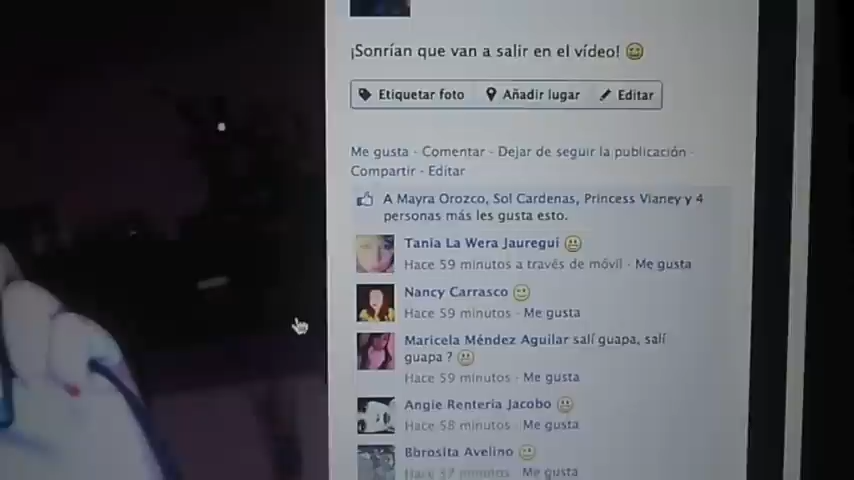 ¡Sonrían que van a salir en el vídeo!
Etiquetar foto Añadir lugar Editar
Me gusta · Comentar · Dejar de seguir la publicación ·
Compartir · Editar
A Mayra Orozco, Sol Cardenas, Princess Vianey y 4
personas más les gusta esto.
Tania La Wera Jauregui
Hace 59 minutos a través de móvil · Me gusta
Nancy Carrasco
Hace 59 minutos · Me gusta
Maricela Méndez Aguilar salí guapa, salí
guapa ?
Hace 59 minutos · Me gusta
Angie Renteria Jacobo
Hace 58 minutos · Me gusta
Bbrosita Avelino
Hace 57 minutos · Me gusta